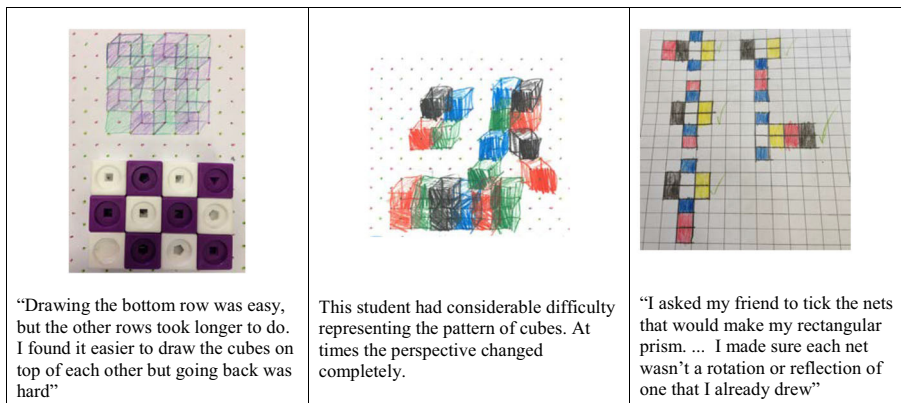 “Drawing the bottom row was easy,
but the other rows took longer to do.
I found it easier to draw the cubes on
top of each other but going back was
hard”
This student had considerable difficulty
representing the pattern of cubes. At
times the perspective changed
completely.
“I asked my friend to tick the nets
that would make my rectangular
prism. ...  I made sure each net
wasn’t a rotation or reflection of
one that I already drew”